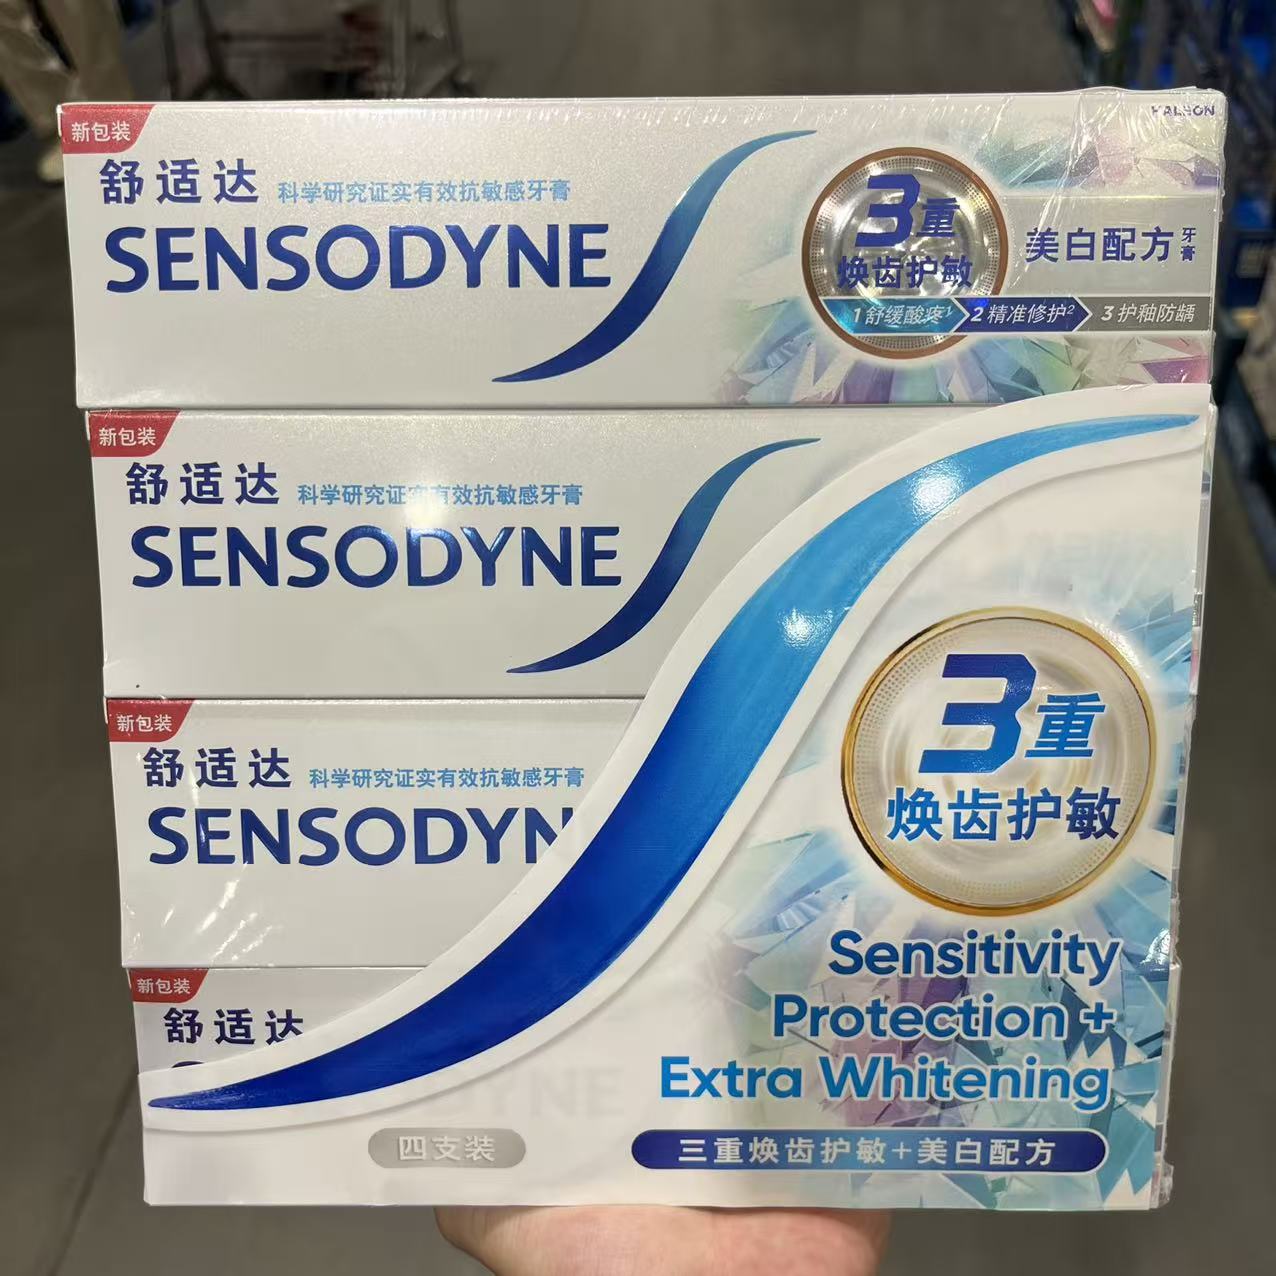 新包装
舒适达 科学研究证实有效抗敏感牙膏
SENSODYNE
HALEON
3重
焕齿护敏
美白配方牙膏
1舒缓酸疼¹ 2精准修护² 3护釉防龋
新包装
舒适达 科学研究证实有效抗敏感牙膏
SENSODYNE
新包装
舒适达 科学研究证实有效抗敏感牙膏
SENSODYN
新包装
舒适达
3重
焕齿护敏
Sensitivity
Protection +
Extra Whitening
四支装
三重焕齿护敏+美白配方